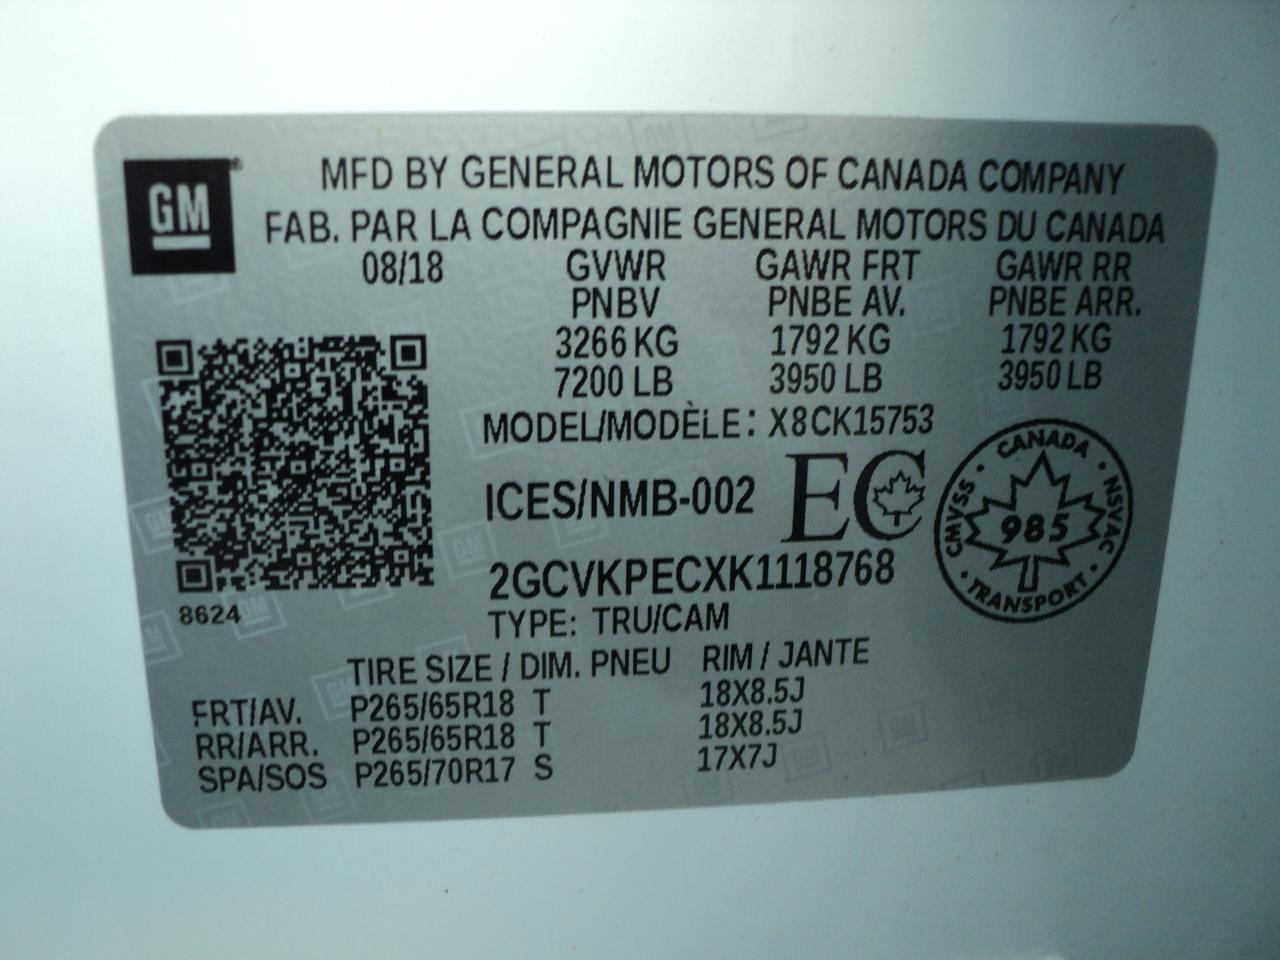 GM
MFD BY GENERAL MOTORS OF CANADA COMPANY
FAB. PAR LA COMPAGNIE GENERAL MOTORS DU CANADA
08/18 GVWR GAWR FRT GAWR RR
PNBV PNBE AV. PNBE ARR.
3266 KG 1792 KG 1792 KG
7200 LB 3950 LB 3950 LB
MODEL/MODÈLE: X8CK15753
ICES/NMB-002 EC
CANADA
CMVSS 985 NSVAC
TRANSPORT
2GCVKPECXK1118768
8624
TYPE: TRU/CAM
TIRE SIZE / DIM. PNEU RIM / JANTE
FRT/AV. P265/65R18 T 18X8.5J
RR/ARR. P265/65R18 T 18X8.5J
SPA/SOS P265/70R17 S 17X7J